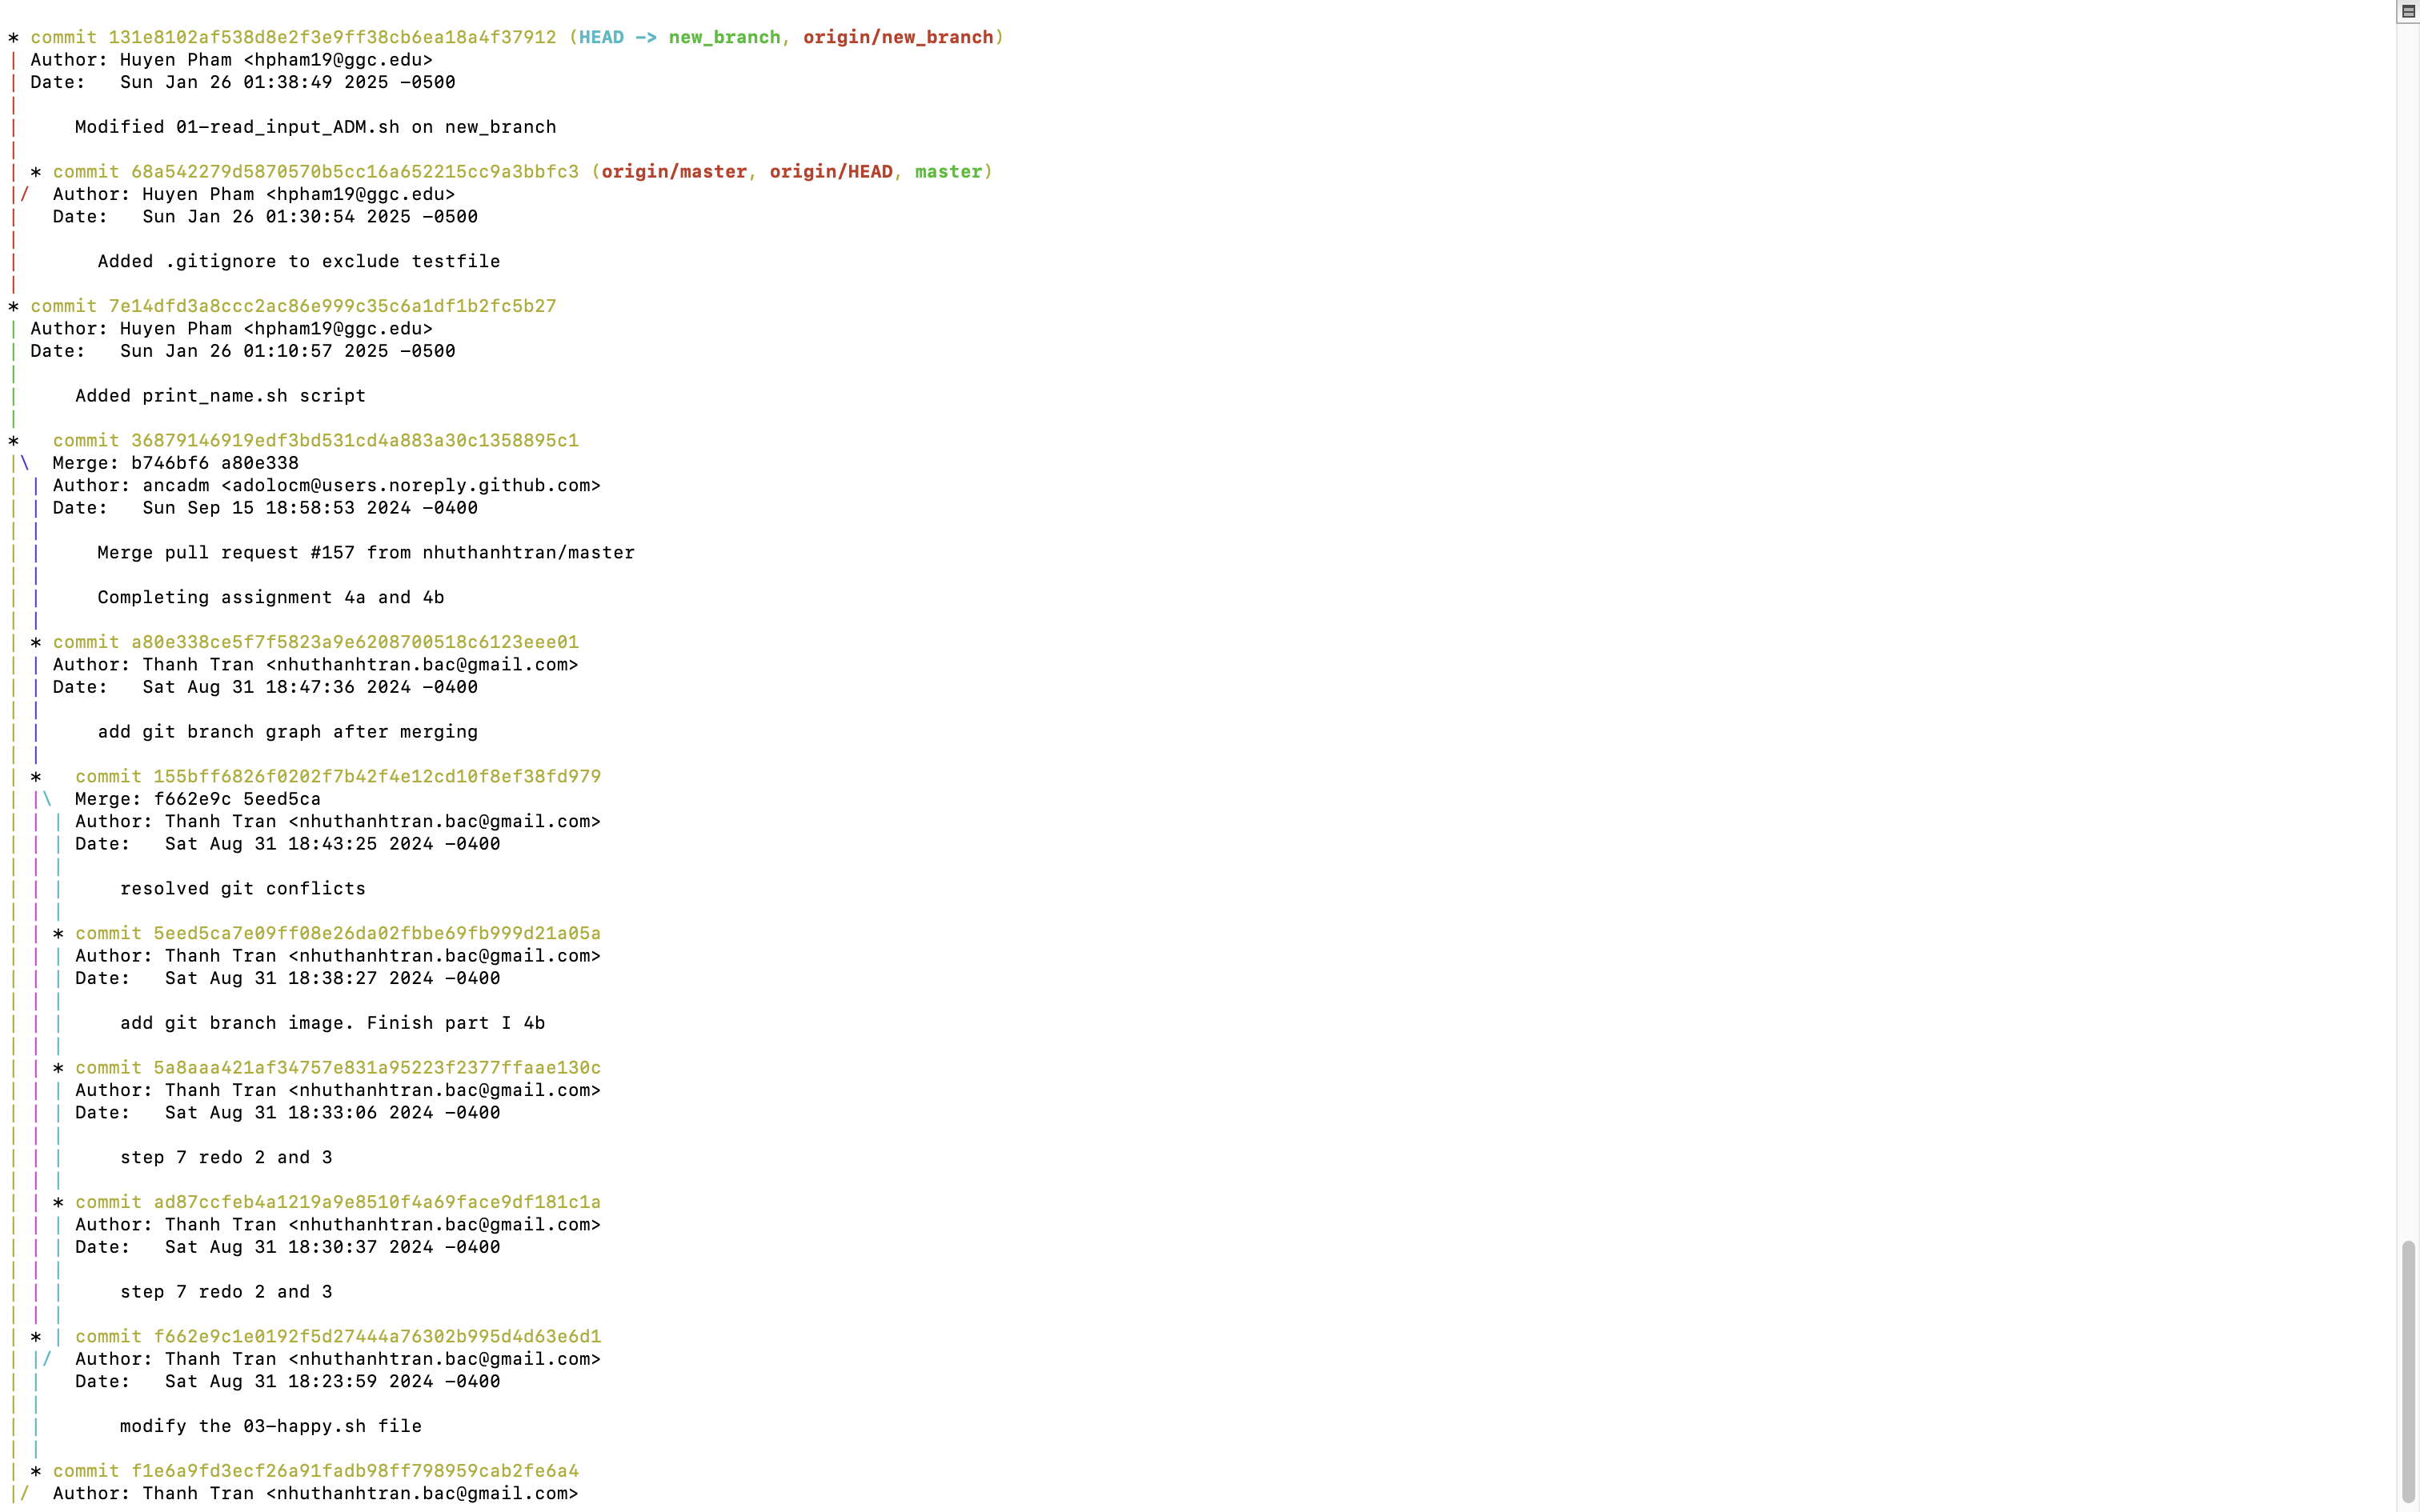 * commit 131e8102af538d8e2f3e9ff38cb6ea18a4f37912 (HEAD -> new_branch, origin/new_branch)
| Author: Huyen Pham <hpham19@ggc.edu>
| Date:   Sun Jan 26 01:38:49 2025 -0500
|
|     Modified 01-read_input_ADM.sh on new_branch
|
| * commit 68a542279d5870570b5cc16a652215cc9a3bbfc3 (origin/master, origin/HEAD, master)
|/  Author: Huyen Pham <hpham19@ggc.edu>
|   Date:   Sun Jan 26 01:30:54 2025 -0500
|
|       Added .gitignore to exclude testfile
|
* commit 7e14dfd3a8ccc2ac86e999c35c6a1df1b2fc5b27
| Author: Huyen Pham <hpham19@ggc.edu>
| Date:   Sun Jan 26 01:10:57 2025 -0500
|
|     Added print_name.sh script
|
*   commit 36879146919edf3bd531cd4a883a30c1358895c1
|\  Merge: b746bf6 a80e338
| | Author: ancadm <adolocm@users.noreply.github.com>
| | Date:   Sun Sep 15 18:58:53 2024 -0400
| |
| |     Merge pull request #157 from nhuthanhtran/master
| |
| |     Completing assignment 4a and 4b
| |
| * commit a80e338ce5f7f5823a9e6208700518c6123eee01
| | Author: Thanh Tran <nhuthanhtran.bac@gmail.com>
| | Date:   Sat Aug 31 18:47:36 2024 -0400
| |
| |     add git branch graph after merging
| |
| *   commit 155bff6826f0202f7b42f4e12cd10f8ef38fd979
| |\  Merge: f662e9c 5eed5ca
| | | Author: Thanh Tran <nhuthanhtran.bac@gmail.com>
| | | Date:   Sat Aug 31 18:43:25 2024 -0400
| | |
| | |     resolved git conflicts
| | |
| | * commit 5eed5ca7e09ff08e26da02fbbe69fb999d21a05a
| | | Author: Thanh Tran <nhuthanhtran.bac@gmail.com>
| | | Date:   Sat Aug 31 18:38:27 2024 -0400
| | |
| | |     add git branch image. Finish part I 4b
| | |
| | * commit 5a8aaa421af34757e831a95223f2377ffaae130c
| | | Author: Thanh Tran <nhuthanhtran.bac@gmail.com>
| | | Date:   Sat Aug 31 18:33:06 2024 -0400
| | |
| | |     step 7 redo 2 and 3
| | |
| | * commit ad87ccfeb4a1219a9e8510f4a69face9df181c1a
| | | Author: Thanh Tran <nhuthanhtran.bac@gmail.com>
| | | Date:   Sat Aug 31 18:30:37 2024 -0400
| | |
| | |     step 7 redo 2 and 3
| | |
| * | commit f662e9c1e0192f5d27444a76302b995d4d63e6d1
| |/  Author: Thanh Tran <nhuthanhtran.bac@gmail.com>
| |   Date:   Sat Aug 31 18:23:59 2024 -0400
| |
| |       modify the 03-happy.sh file
| |
| * commit f1e6a9fd3ecf26a91fadb98ff798959cab2fe6a4
|/  Author: Thanh Tran <nhuthanhtran.bac@gmail.com>